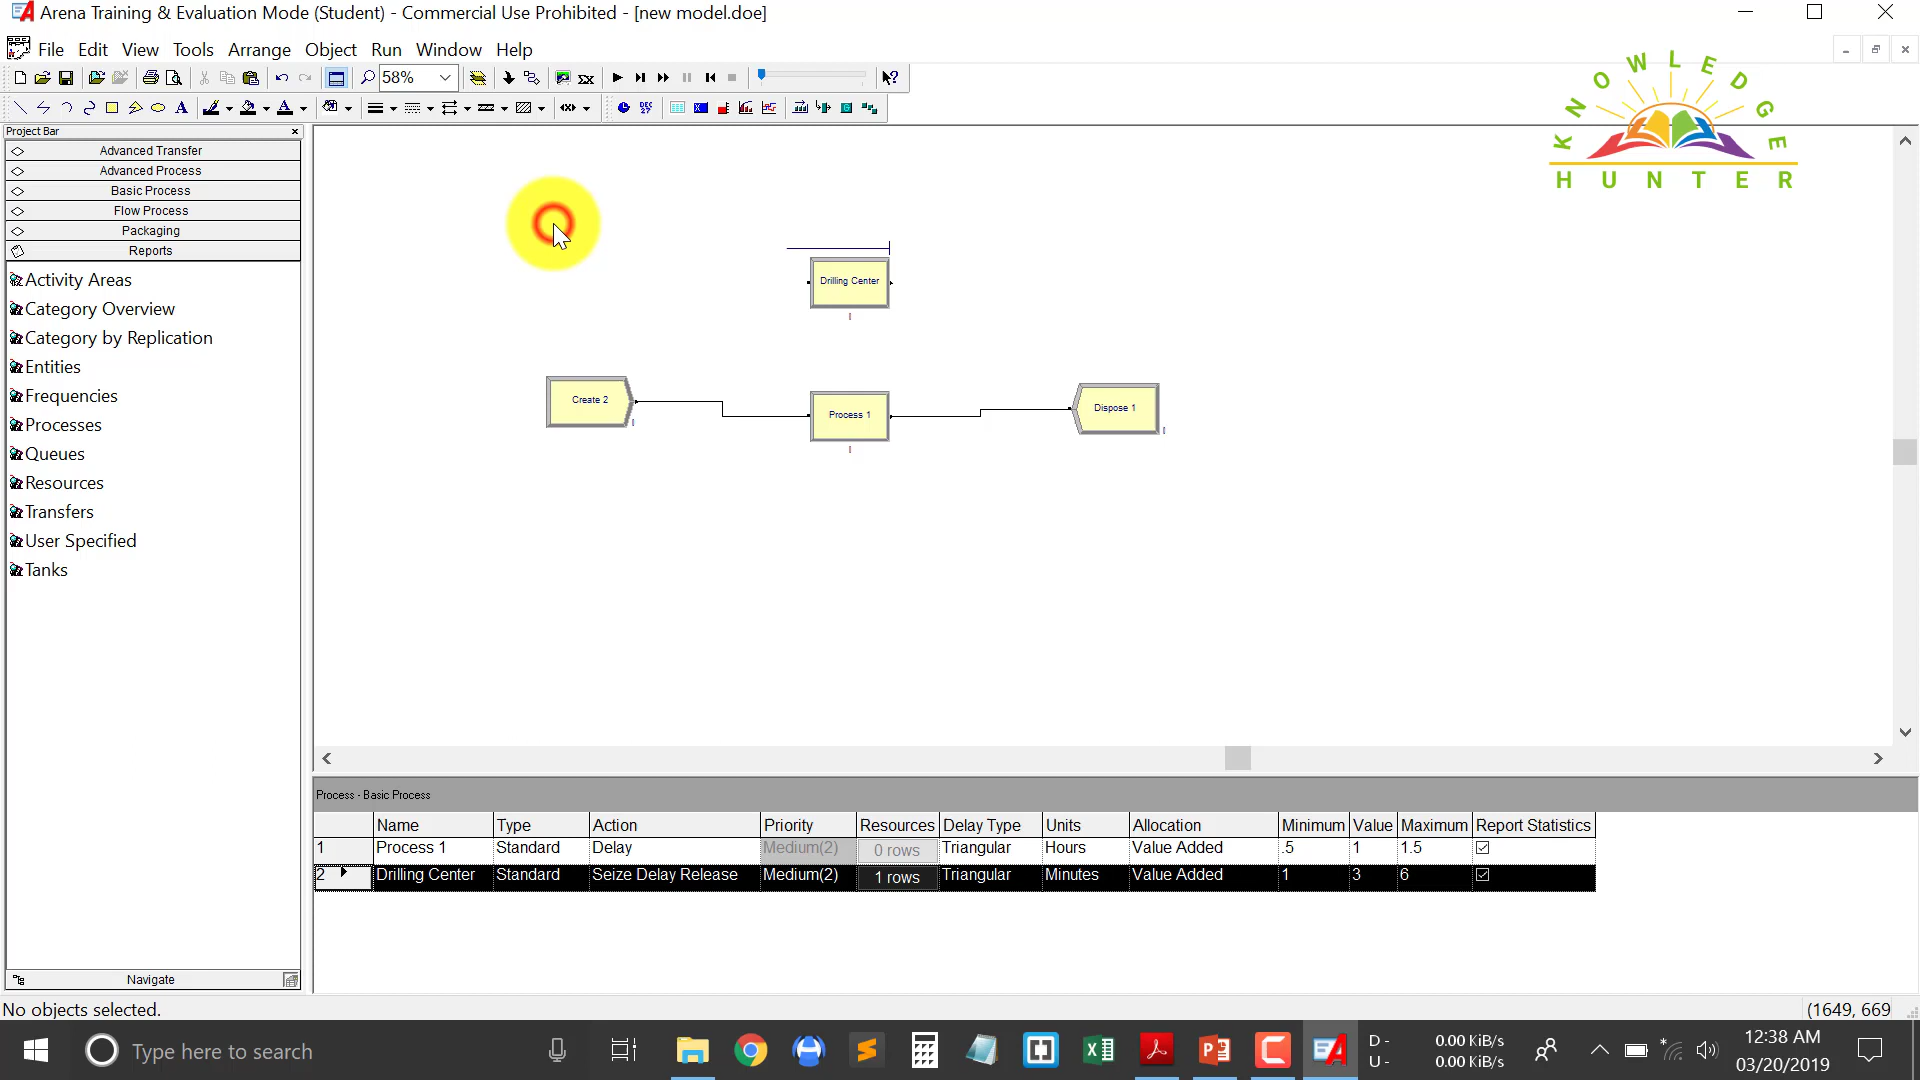 Arena Training & Evaluation Mode (Student) - Commercial Use Prohibited - [new model.doe]
File Edit View Tools Arrange Object Run Window Help
58%
KNOWLEDGE
HUNTER
Project Bar
Advanced Transfer
Advanced Process
Basic Process
Flow Process
Packaging
Reports
Activity Areas
Category Overview
Category by Replication
Entities
Frequencies
Processes
Queues
Resources
Transfers
User Specified
Tanks
Navigate
Drilling Center
Create 2
Process 1
Dispose 1
Process - Basic Process
Name Type Action Priority Resources Delay Type Units Allocation Minimum Value Maximum Report Statistics
1 Process 1 Standard Delay Medium(2) 0 rows Triangular Hours Value Added .5 1 1.5
2 Drilling Center Standard Seize Delay Release Medium(2) 1 rows Triangular Minutes Value Added 1 3 6
No objects selected.
(1649, 669
Type here to search
D - 0.00 KiB/s
U - 0.00 KiB/s
12:38 AM
03/20/2019